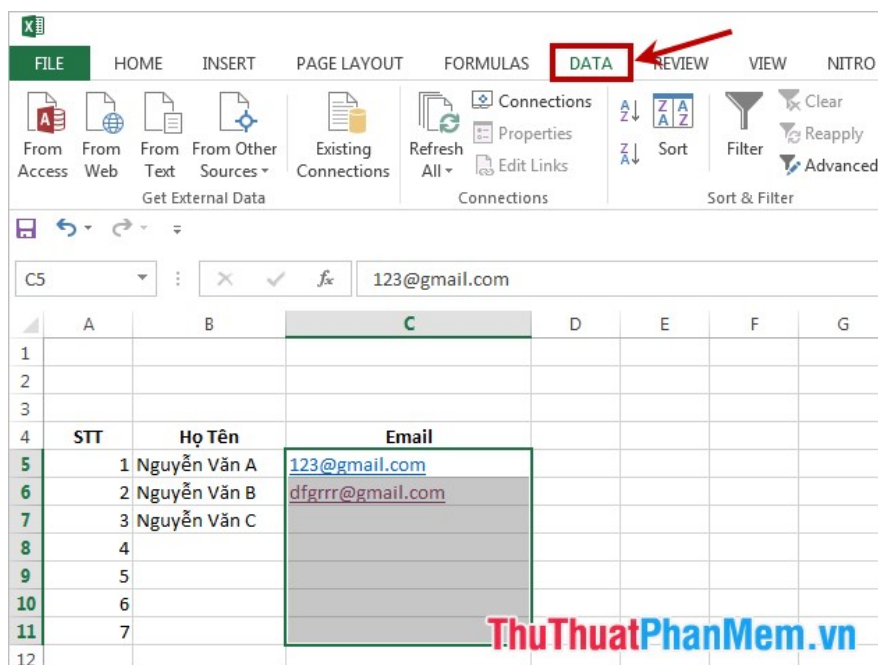 FILE HOME INSERT PAGE LAYOUT FORMULAS DATA REVIEW VIEW NITRO
From Access
From Web
From Text
From Other Sources
Existing Connections
Get External Data
Refresh All
Connections
Properties
Edit Links
Connections
Sort
Filter
Clear
Reapply
Advanced
Sort & Filter
C5 fx 123@gmail.com
A B C D E F G
1
2
3
4 STT Họ Tên Email
5 1 Nguyễn Văn A 123@gmail.com
6 2 Nguyễn Văn B dfgrrr@gmail.com
7 3 Nguyễn Văn C
8 4
9 5
10 6
11 7
12
ThuThuatPhanMem.vn